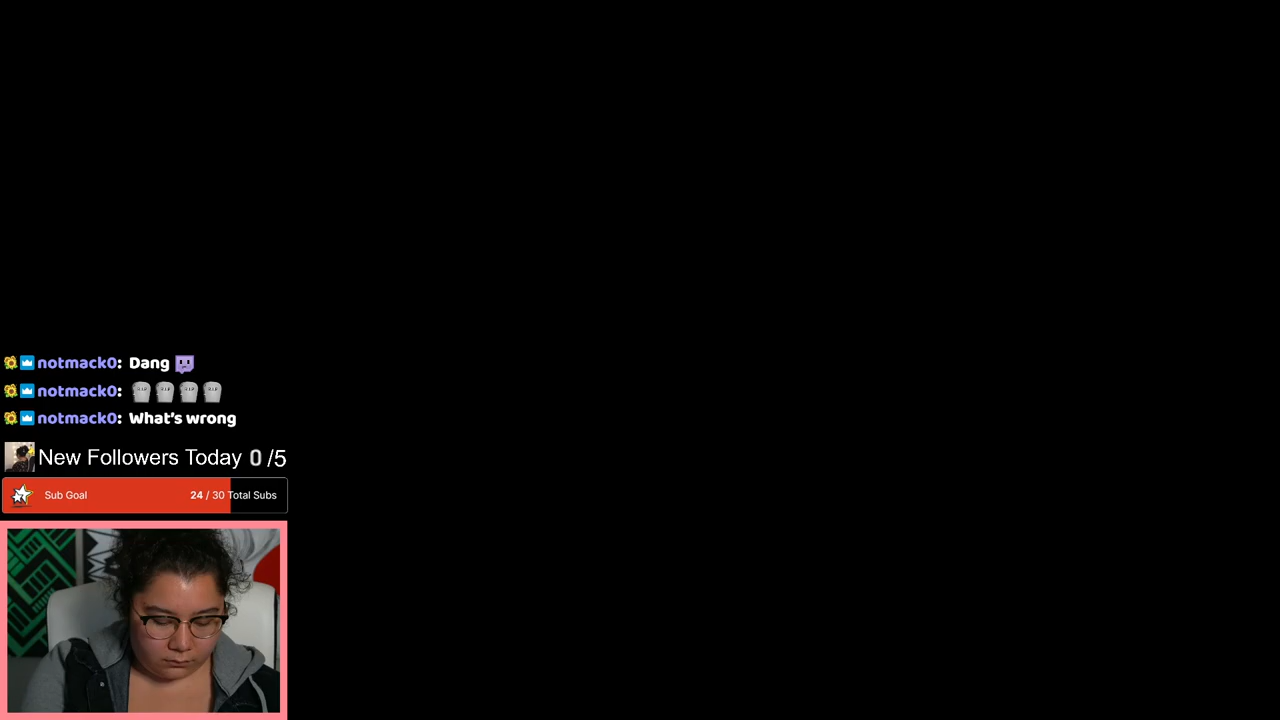 notmack0: Dang
notmack0:
notmack0: What's wrong
New Followers Today 0 /5
Sub Goal 24 / 30 Total Subs